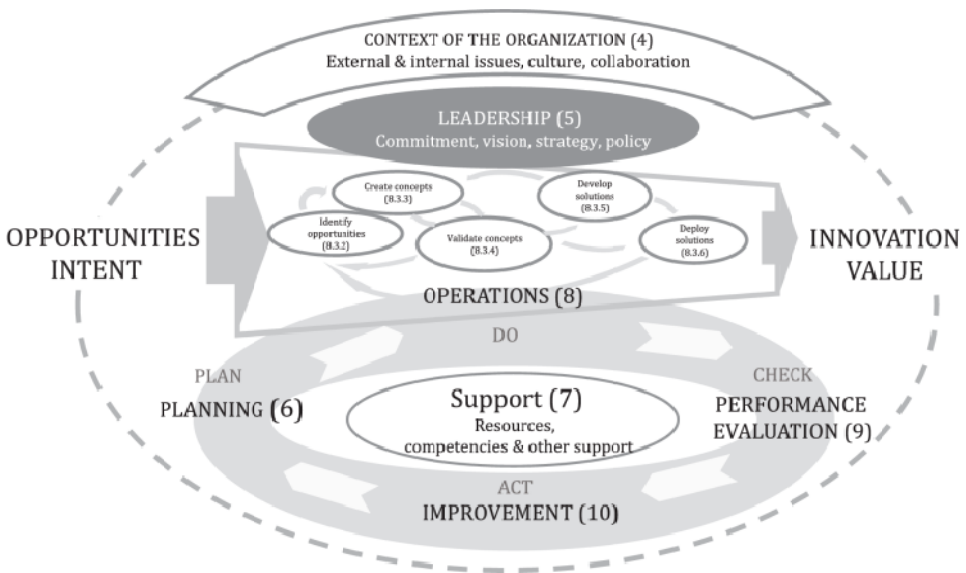 CONTEXT OF THE ORGANIZATION (4)
External & internal issues, culture, collaboration
LEADERSHIP (5)
Commitment, vision, strategy, policy
Create concepts
(8.3.3)
Develop
solutions
(8.3.5)
Identify
opportunities
(8.3.2)
Validate concepts
(8.3.4)
Deploy
solutions
(8.3.6)
OPPORTUNITIES
INTENT
INNOVATION
VALUE
OPERATIONS (8)
DO
PLAN
PLANNING (6)
CHECK
PERFORMANCE
EVALUATION (9)
Support (7)
Resources,
competencies & other support
ACT
IMPROVEMENT (10)